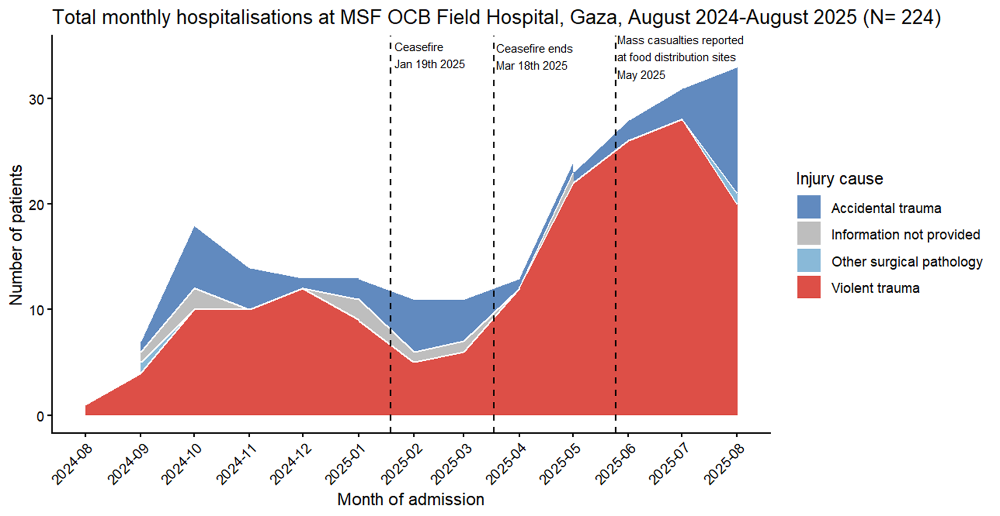 Total monthly hospitalisations at MSF OCB Field Hospital, Gaza, August 2024-August 2025 (N= 224)
Ceasefire
Jan 19th 2025
Ceasefire ends
Mar 18th 2025
Mass casualties reported
at food distribution sites
May 2025
Number of patients
30
20
10
0
2024-08
2024-09
2024-10
2024-11
2024-12
2025-01
2025-02
2025-03
2025-04
2025-05
2025-06
2025-07
2025-08
Month of admission
Injury cause
Accidental trauma
Information not provided
Other surgical pathology
Violent trauma